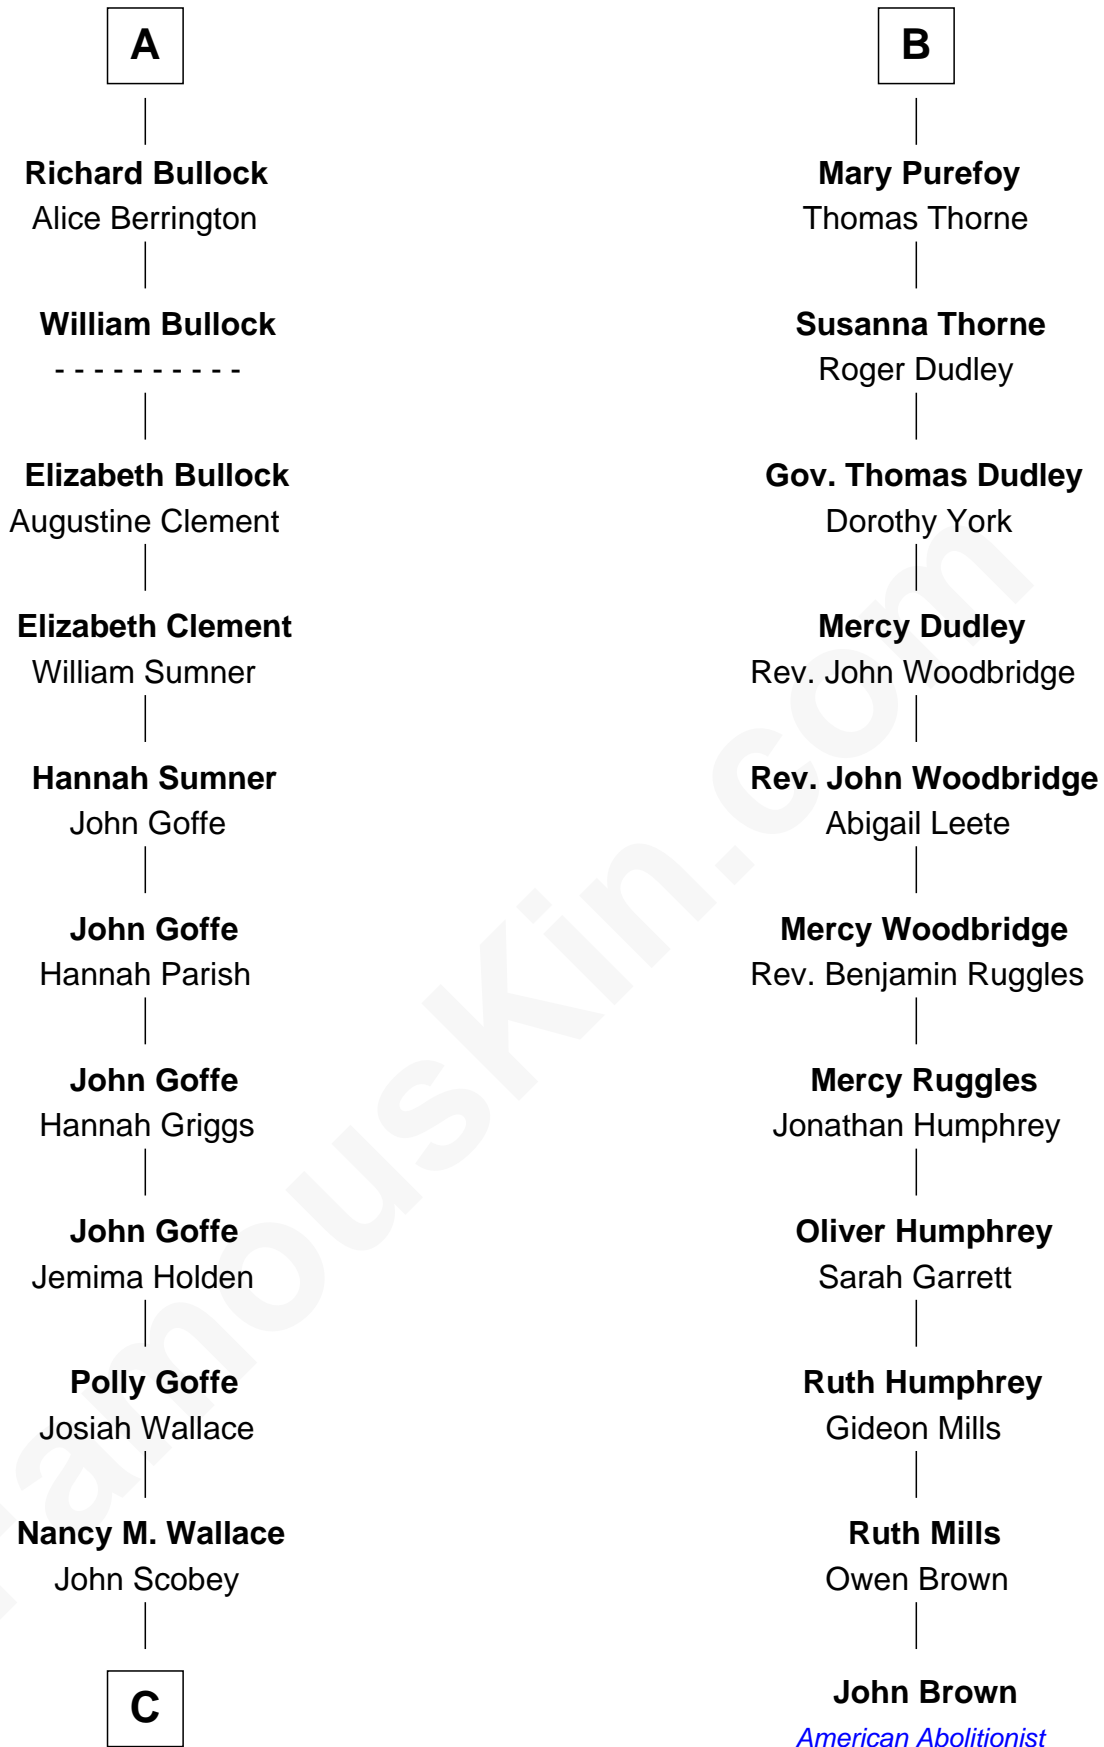 A
Richard Bullock
Alice Berrington
William Bullock
- - - - - - - - - -
Elizabeth Bullock
Augustine Clement
Elizabeth Clement
William Sumner
Hannah Sumner
John Goffe
John Goffe
Hannah Parish
John Goffe
Hannah Griggs
John Goffe
Jemima Holden
Polly Goffe
Josiah Wallace
Nancy M. Wallace
John Scobey
C
B
Mary Purefoy
Thomas Thorne
Susanna Thorne
Roger Dudley
Gov. Thomas Dudley
Dorothy York
Mercy Dudley
Rev. John Woodbridge
Rev. John Woodbridge
Abigail Leete
Mercy Woodbridge
Rev. Benjamin Ruggles
Mercy Ruggles
Jonathan Humphrey
Oliver Humphrey
Sarah Garrett
Ruth Humphrey
Gideon Mills
Ruth Mills
Owen Brown
John Brown
American Abolitionist
FamousKin.com